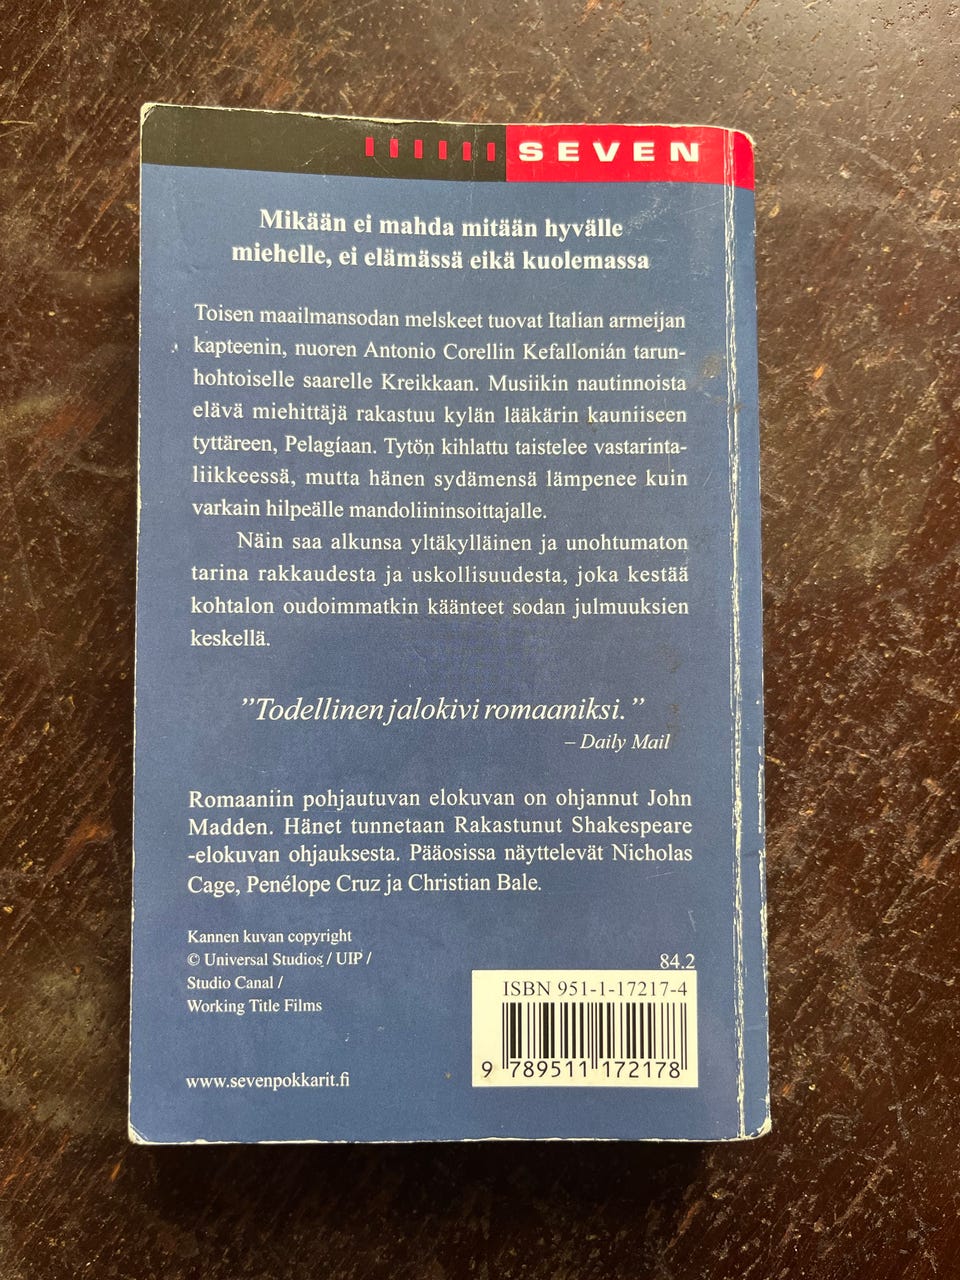 SEVEN
Mikään ei mahda mitään hyvälle
miehelle, ei elämässä eikä kuolemassa
Toisen maailmansodan melskeet tuovat Italian armeijan
kapteenin, nuoren Antonio Corellin Kefallonián tarun-
hohtoiselle saarelle Kreikkaan. Musiikin nautinnoista
elävä miehittäjä rakastuu kylän lääkärin kauniiseen
tyttäreen, Pelagíaan. Tytön kihlattu taistelee vastarinta-
liikkeessä, mutta hänen sydämensä lämpenee kuin
varkain hilpeälle mandoliininsoittajalle.
Näin saa alkunsa yltäkylläinen ja unohtumaton
tarina rakkaudesta ja uskollisuudesta, joka kestää
kohtalon oudoimmatkin käänteet sodan julmuuksien
keskellä.
”Todellinen jalokivi romaaniksi.”
– Daily Mail
Romaaniin pohjautuvan elokuvan on ohjannut John
Madden. Hänet tunnetaan Rakastunut Shakespeare
-elokuvan ohjauksesta. Pääosissa näyttelevät Nicholas
Cage, Penélope Cruz ja Christian Bale.
Kannen kuvan copyright
© Universal Studios / UIP /
Studio Canal /
Working Title Films
84.2
ISBN 951-1-17217-4
9 789511 172178
www.sevenpokkarit.fi